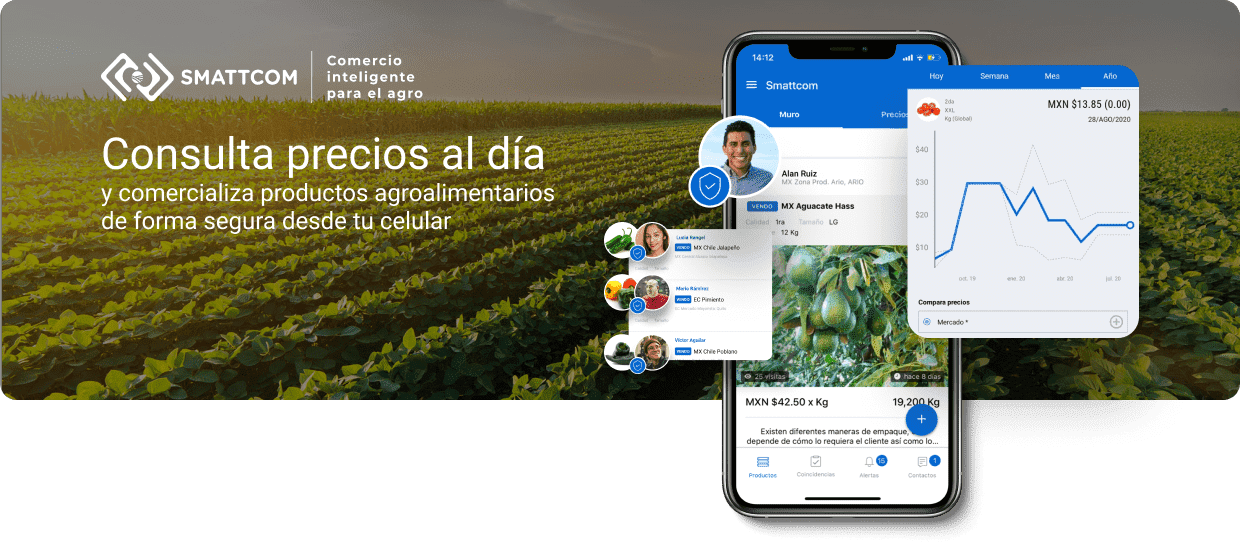 SMATTCOM
Comercio
inteligente
para el agro
Consulta precios al día
y comercializa productos agroalimentarios
de forma segura desde tu celular
14:12
Smattcom
Muro
Precios
Alan Ruiz
MX Zona Prod. Ario, ARIO
VENDO MX Aguacate Hass
Calidad 1ra Tamaño LG
12 Kg
25 visitas
hace 8 días
MXN $42.50 x Kg
19,200 Kg
+
Existen diferentes maneras de empaque,
depende de cómo lo requiera el cliente así como lo...
Productos
Coincidencias
Alertas
15
Contactos
1
Lucía Rangel
VENDO MX Chile Jalapeño
Mario Ramírez
VENDO EC Pimiento
Víctor Aguilar
VENDO MX Chile Poblano
Hoy
Semana
Mes
Año
2da
XXL
Kg (Global)
MXN $13.85 (0.00)
28/AGO/2020
$40
$30
$20
$10
oct. 19
ene. 20
abr. 20
jul. 20
Compara precios
Mercado *